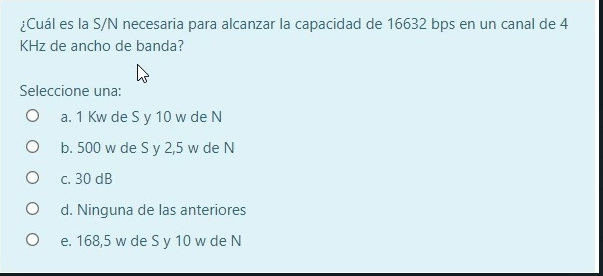 ¿Cuál es la S/N necesaria para alcanzar la capacidad de 16632 bps en un canal de 4
KHz de ancho de banda?
Seleccione una:
a. 1 Kw de S y 10 w de N
b. 500 w de S y 2,5 w de N
c. 30 dB
d. Ninguna de las anteriores
e. 168,5 w de S y 10 w de N